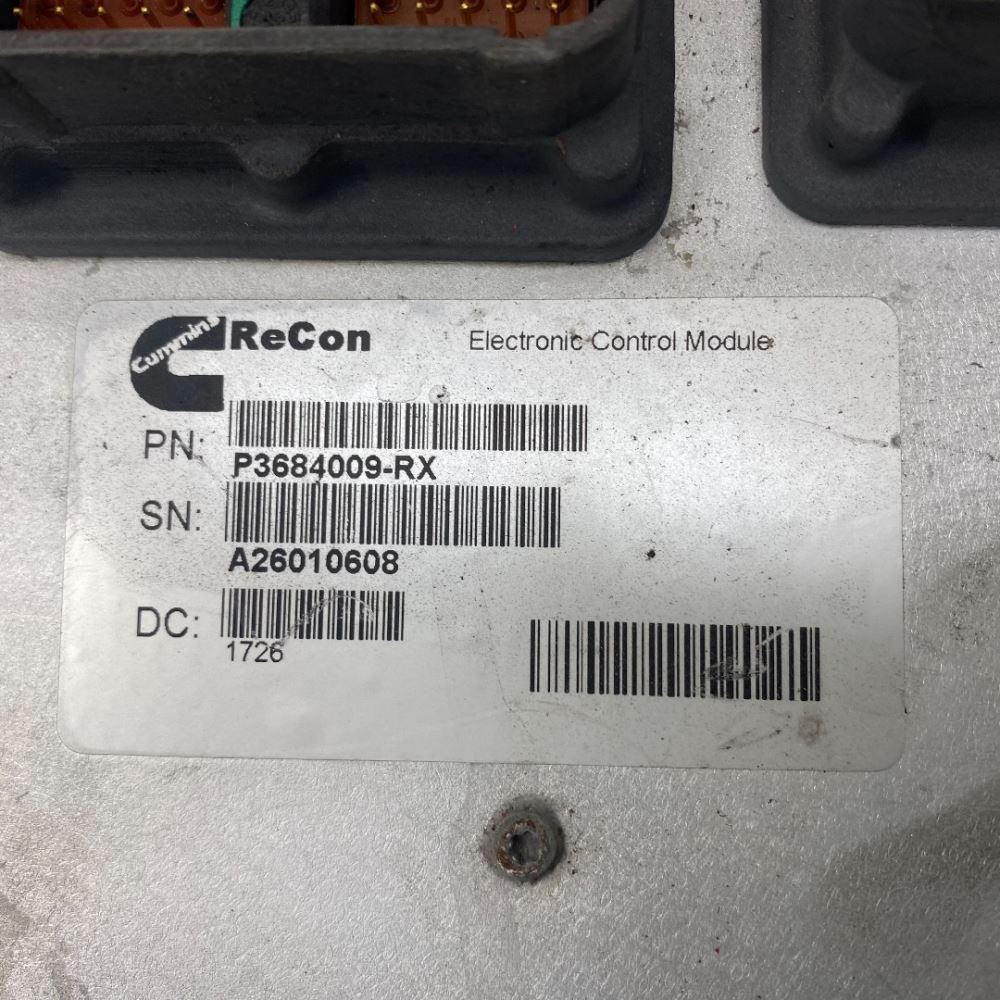 Cummins ReCon Electronic Control Module
PN:
P3684009-RX
SN:
A26010608
DC:
1726